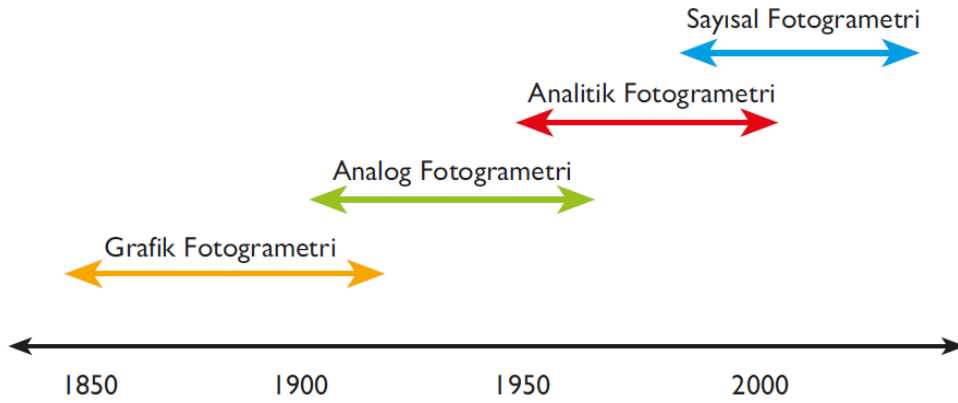 Sayısal Fotogrametri
Analitik Fotogrametri
Analog Fotogrametri
Grafik Fotogrametri
1850 1900 1950 2000